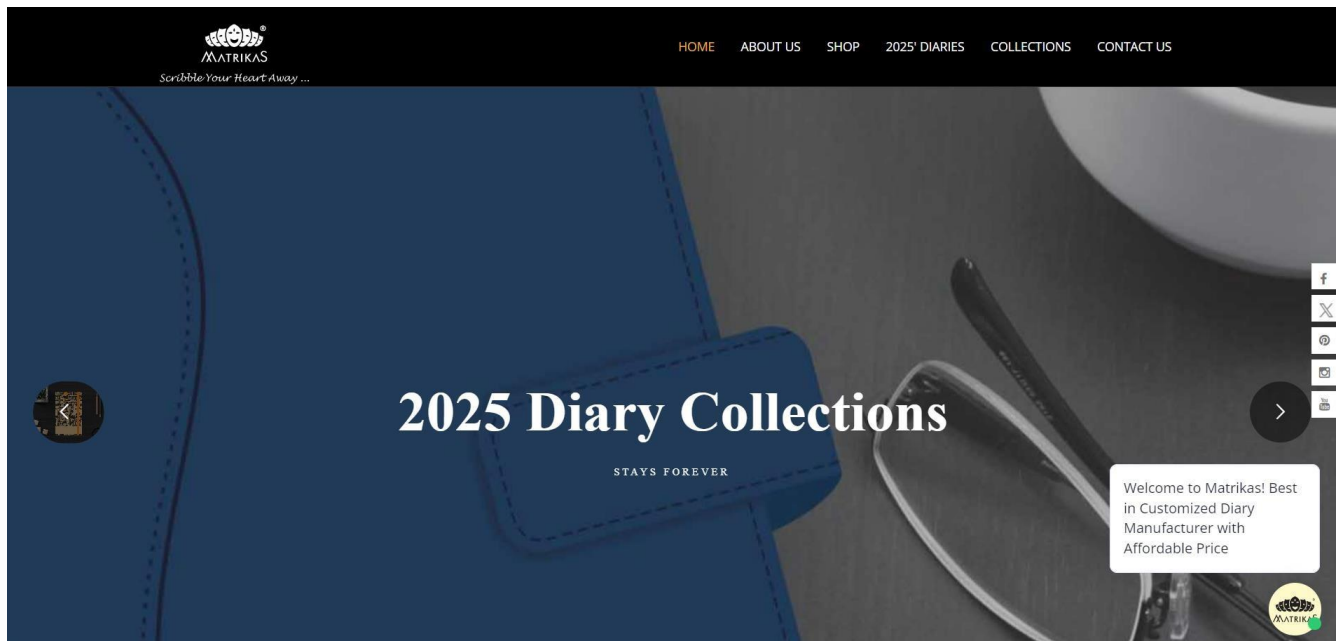 MATRIKAS
Scribble Your Heart Away ...
HOME ABOUT US SHOP 2025' DIARIES COLLECTIONS CONTACT US
2025 Diary Collections
STAYS FOREVER
Welcome to Matrikas! Best
in Customized Diary
Manufacturer with
Affordable Price
MATRIKAS